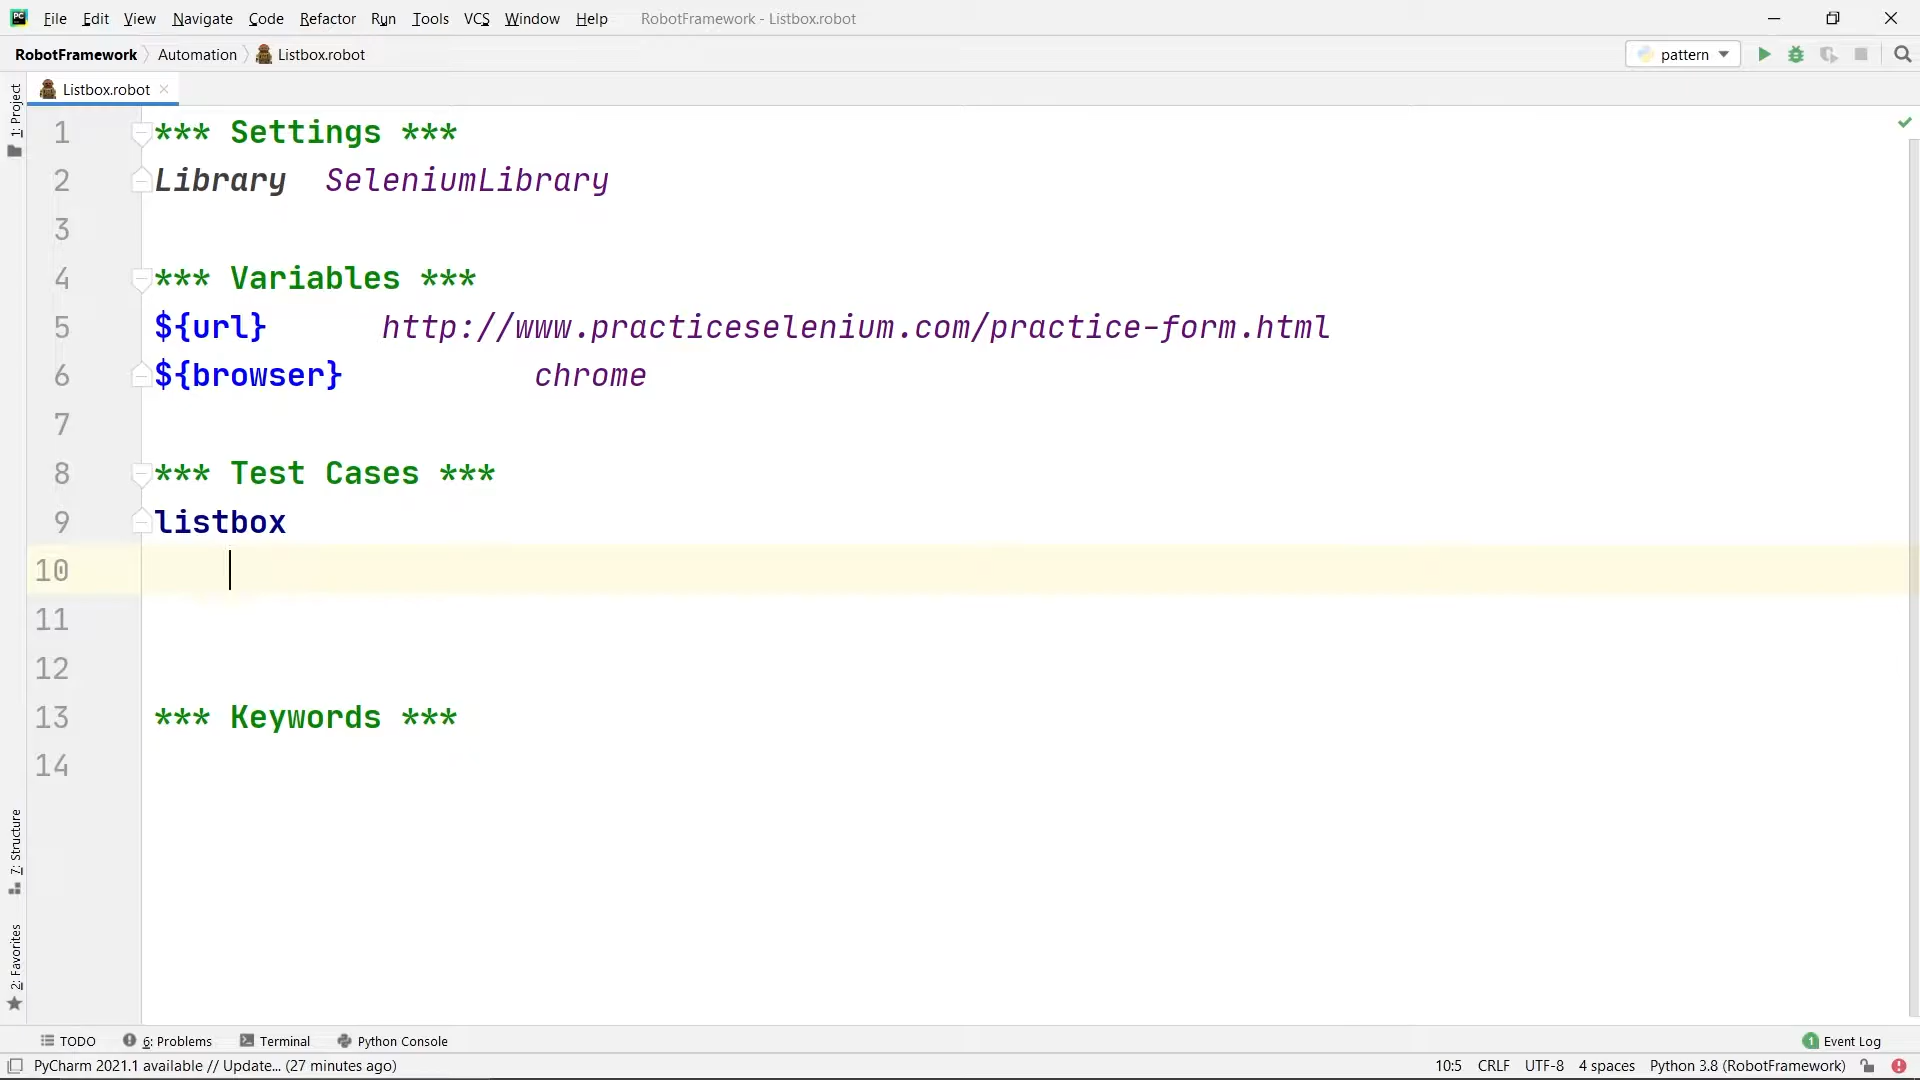 File Edit View Navigate Code Refactor Run Tools VCS Window Help RobotFramework - Listbox.robot
RobotFramework Automation Listbox.robot pattern
Listbox.robot
1: Project
1 *** Settings ***
2 Library SeleniumLibrary
3
4 *** Variables ***
5 ${url} http://www.practiceselenium.com/practice-form.html
6 ${browser} chrome
7
8 *** Test Cases ***
9 listbox
10
11
12
13 *** Keywords ***
14
7: Structure
2: Favorites
TODO 6: Problems Terminal Python Console 1 Event Log
PyCharm 2021.1 available // Update... (27 minutes ago) 10:5 CRLF UTF-8 4 spaces Python 3.8 (RobotFramework)